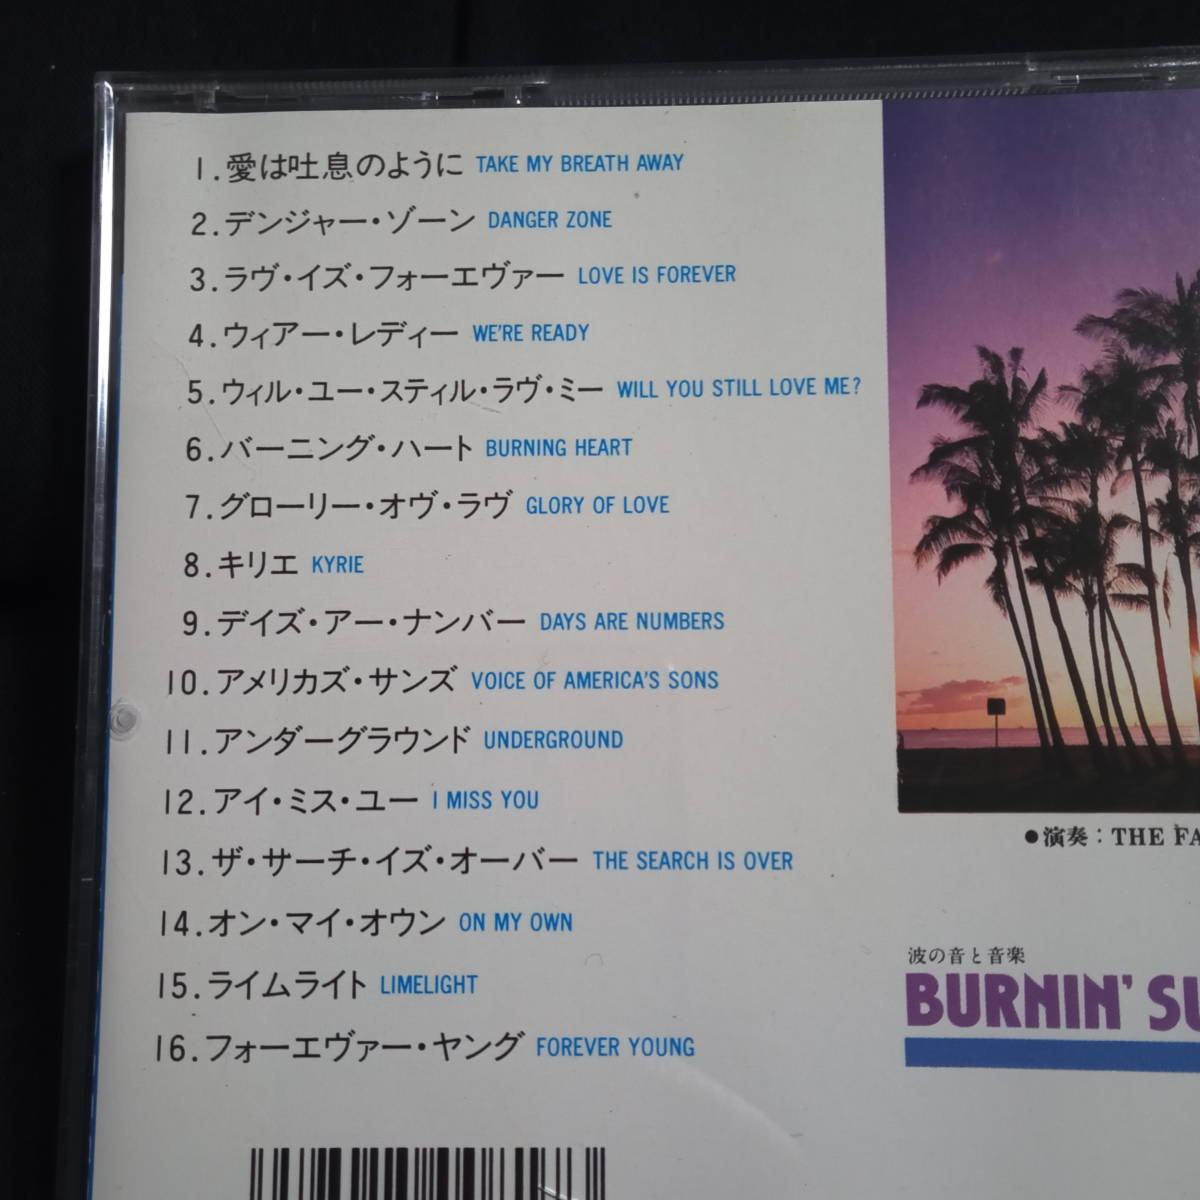 1.愛は吐息のように TAKE MY BREATH AWAY
2.デンジャー・ゾーン DANGER ZONE
3.ラヴ・イズ・フォーエヴァー LOVE IS FOREVER
4.ウィアー・レディー WE'RE READY
5.ウィル・ユー・スティル・ラヴ・ミー WILL YOU STILL LOVE ME?
6.バーニング・ハート BURNING HEART
7.グローリー・オヴ・ラヴ GLORY OF LOVE
8.キリエ KYRIE
9.デイズ・アー・ナンバー DAYS ARE NUMBERS
10.アメリカズ・サンズ VOICE OF AMERICA'S SONS
11.アンダーグラウンド UNDERGROUND
12.アイ・ミス・ユー I MISS YOU
13.ザ・サーチ・イズ・オーバー THE SEARCH IS OVER
14.オン・マイ・オウン ON MY OWN
15.ライムライト LIMELIGHT
16.フォーエヴァー・ヤング FOREVER YOUNG
●演奏:THE FA
波の音と音楽
BURNIN' SU